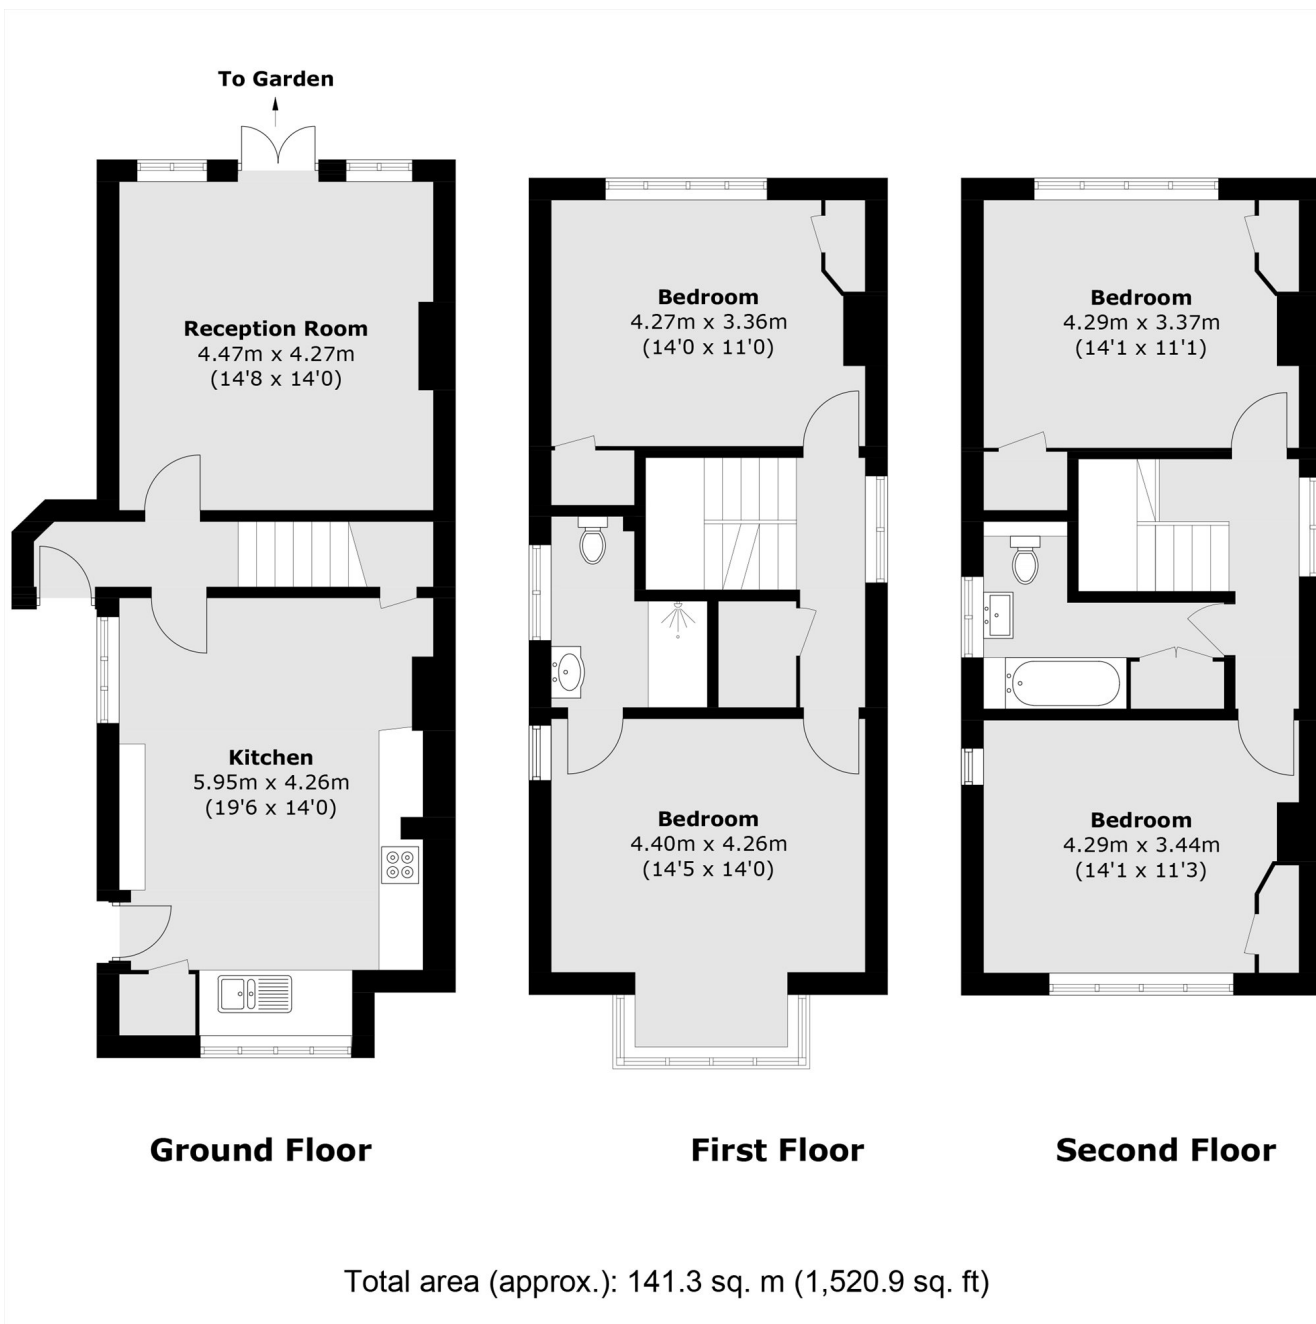 To Garden
Reception Room
4.47m x 4.27m
(14'8 x 14'0)
Kitchen
5.95m x 4.26m
(19'6 x 14'0)
Bedroom
4.27m x 3.36m
(14'0 x 11'0)
Bedroom
4.40m x 4.26m
(14'5 x 14'0)
Bedroom
4.29m x 3.37m
(14'1 x 11'1)
Bedroom
4.29m x 3.44m
(14'1 x 11'3)
Ground Floor
First Floor
Second Floor
Total area (approx.): 141.3 sq. m (1,520.9 sq. ft)